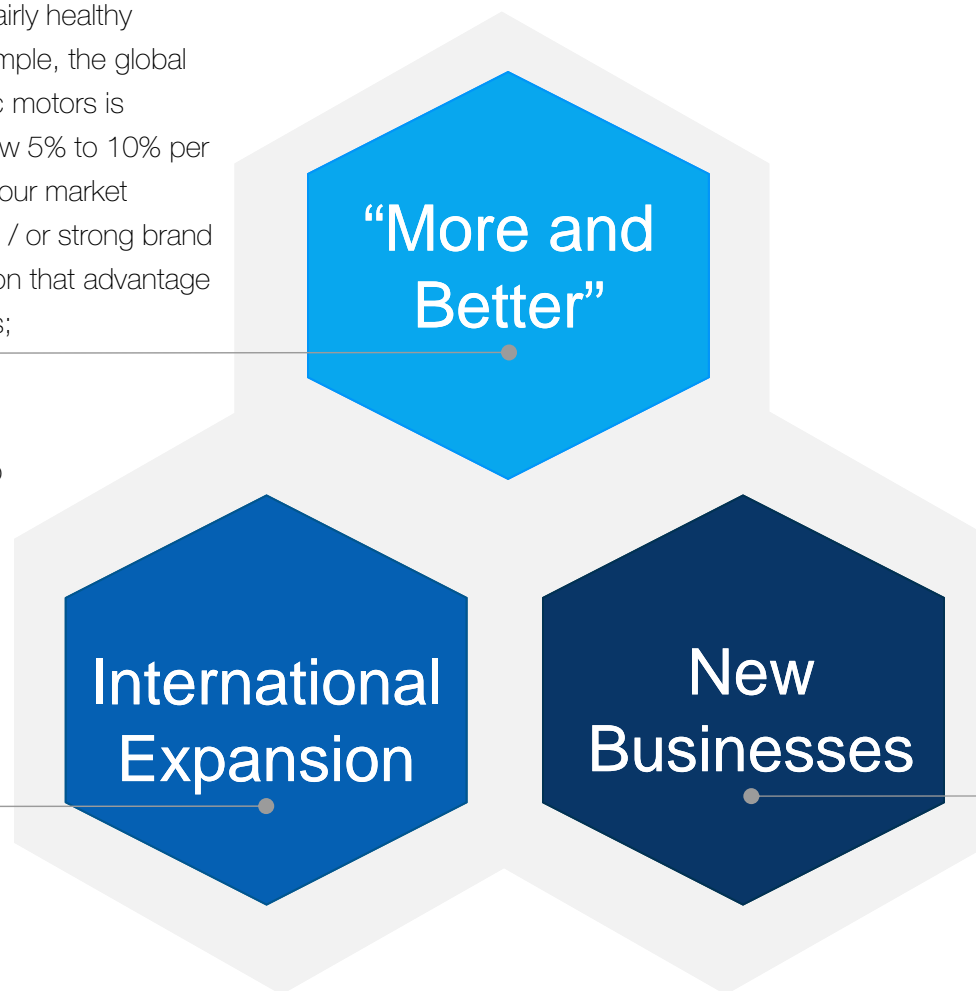 airly healthy
mple, the global
c motors is
w 5% to 10% per
our market
/ or strong brand
on that advantage
s;
“More and
Better”
International
Expansion
New
Businesses